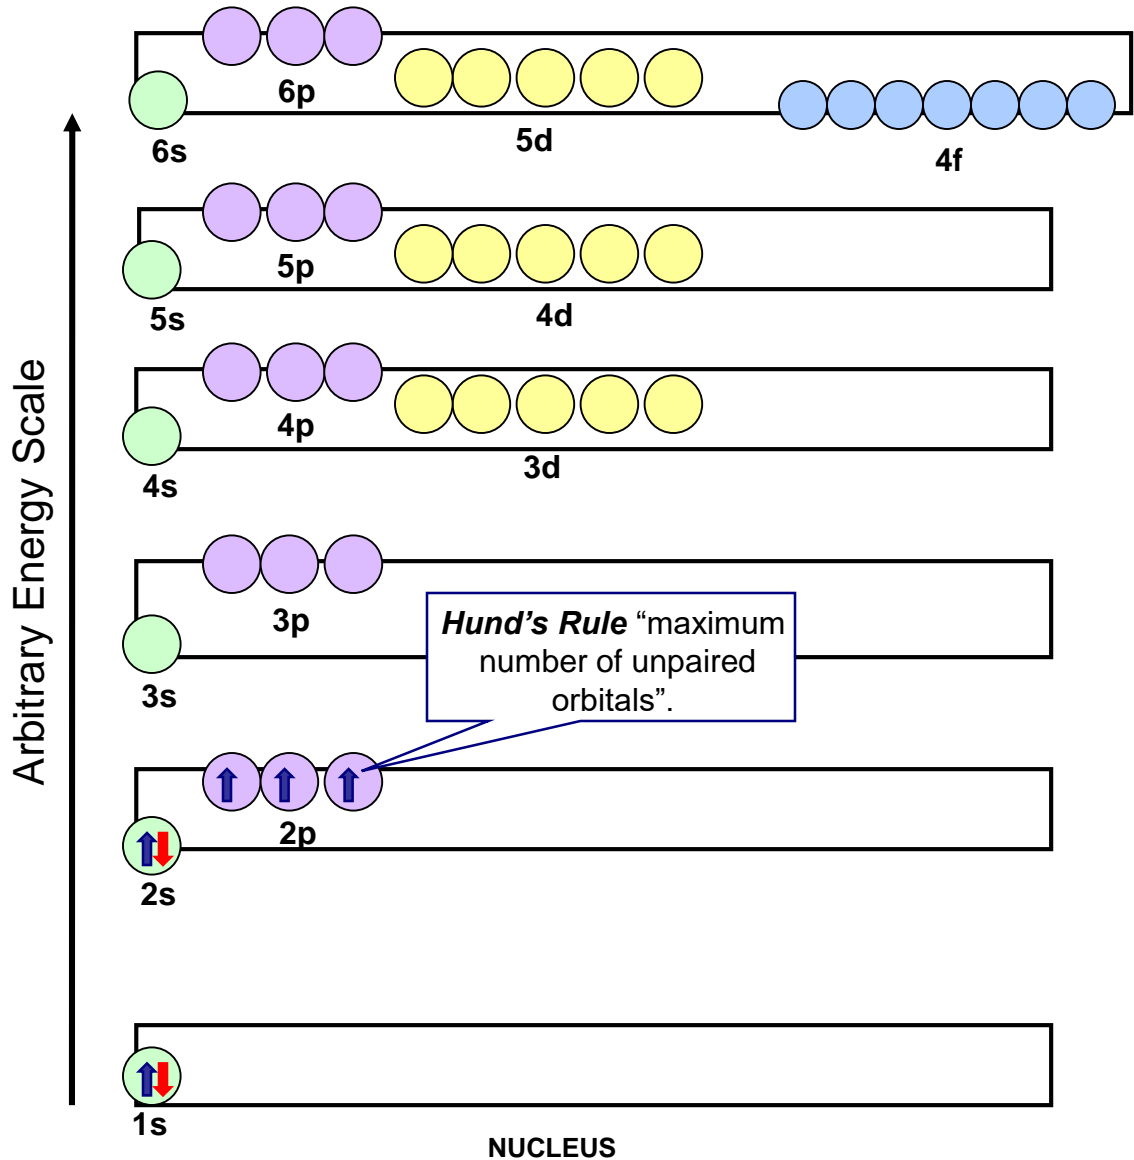 6p
5d
6s
4f
5p
4d
5s
4p
3d
4s
Arbitrary Energy Scale
3p
Hund’s Rule “maximum
number of unpaired
orbitals”.
3s
2p
2s
1s
NUCLEUS